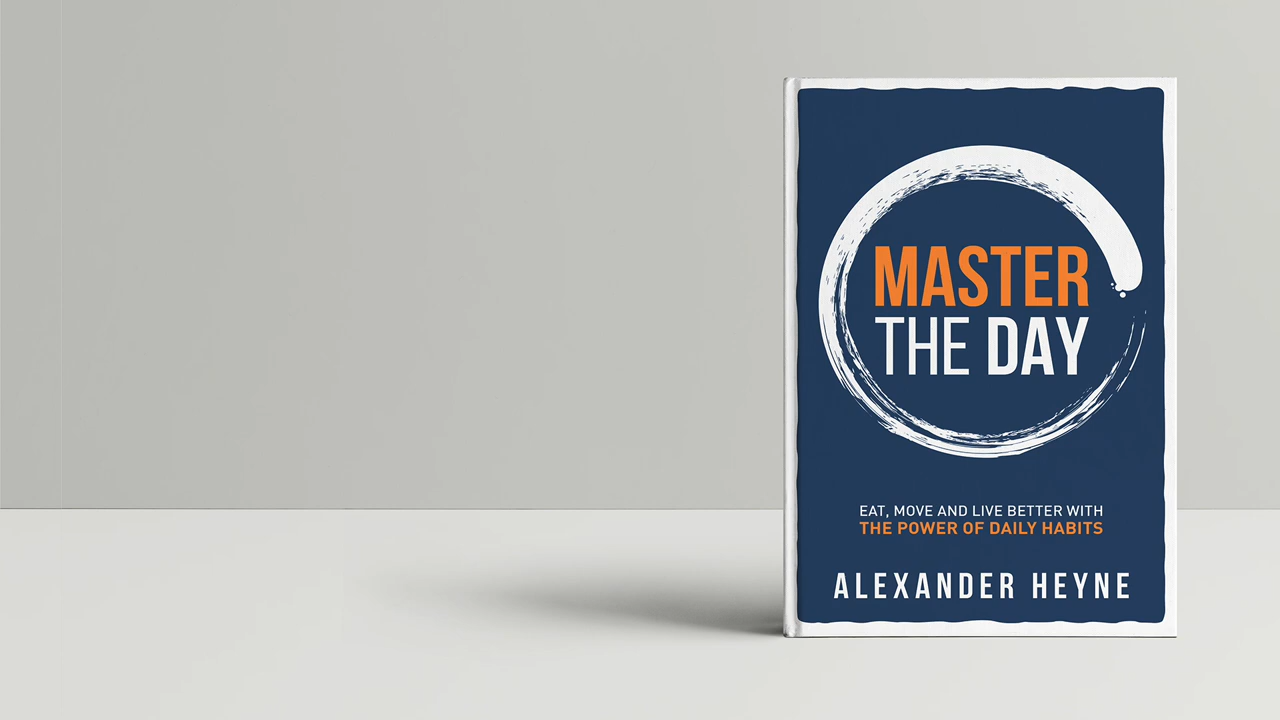 MASTER
THE DAY
EAT, MOVE AND LIVE BETTER WITH
THE POWER OF DAILY HABITS
ALEXANDER HEYNE